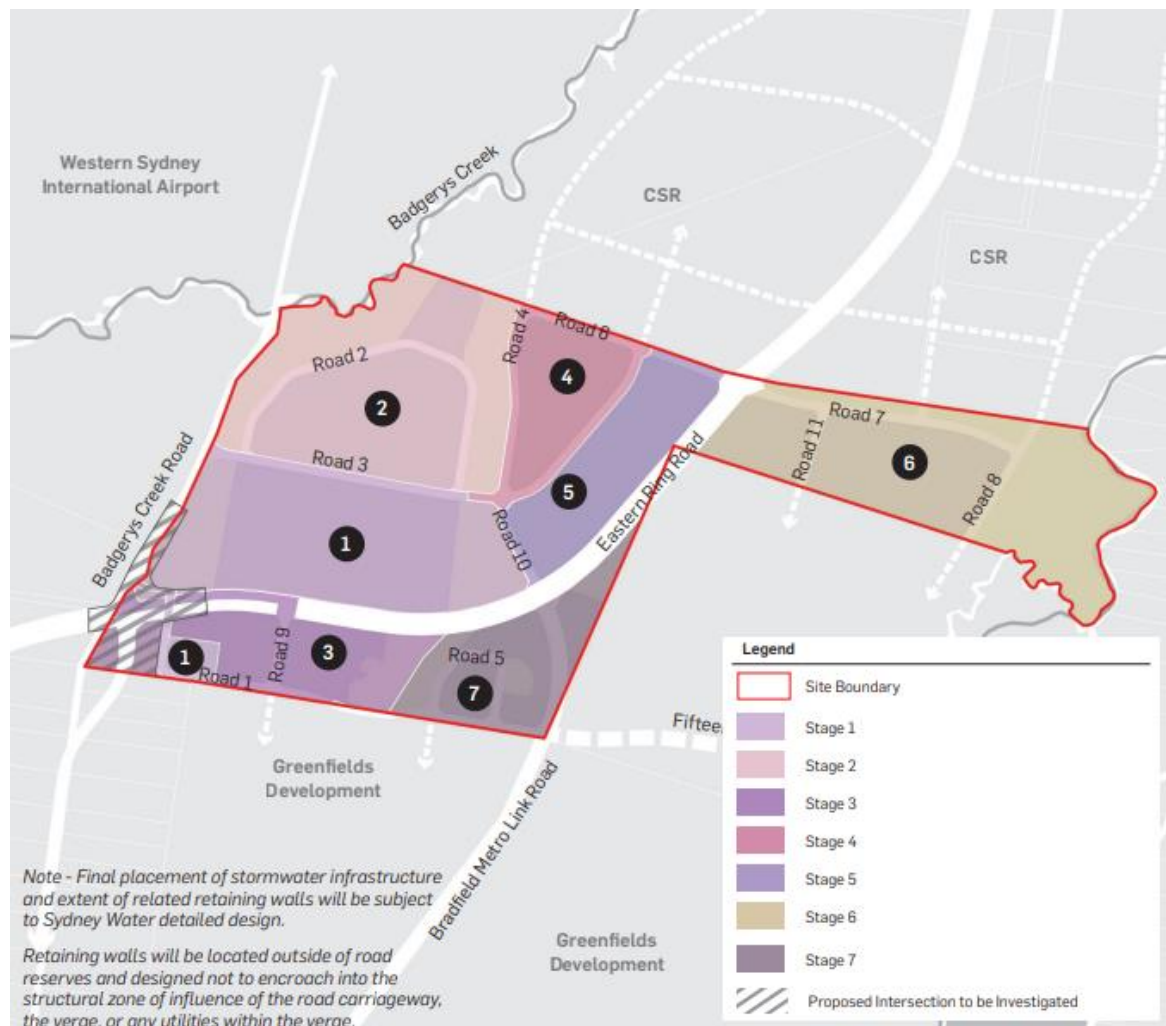 Western Sydney
International Airport
Badgerys Creek
CSR
CSR
Road 4
Road 8
Road 2
4
2
Road 7
Road 11
6
Road 3
Road 8
5
Eastern Ring Road
Badgerys Creek Road
Road 10
1
1
Road 1
Road 9
3
Road 5
7
Greenfields
Development
Bradfield Metro Link Road
Greenfields
Development
Note - Final placement of stormwater infrastructure
and extent of related retaining walls will be subject
to Sydney Water detailed design.
Retaining walls will be located outside of road
reserves and designed not to encroach into the
structural zone of influence of the road carriageway,
the verge, or any utilities within the verge.
Legend
Site Boundary
Stage 1
Stage 2
Stage 3
Stage 4
Stage 5
Stage 6
Stage 7
Proposed Intersection to be Investigated